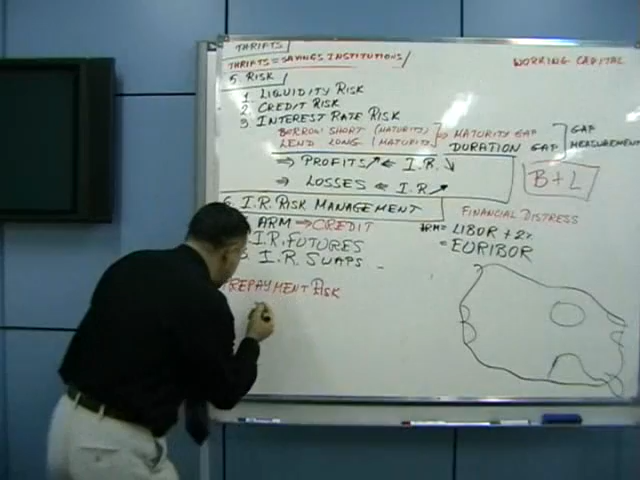 THRIFTS
THRIFTS = SAVINGS INSTITUTIONS
WORKING CAPITAL
5. RISK
1. LIQUIDITY RISK
2. CREDIT RISK
3. INTEREST RATE RISK
BORROW SHORT (MATURITY) MATURITY GAP
LEND LONG (MATURITY) DURATION GAP
GAP
MEASUREMENT
⇒ PROFITS ↗ ⇐ I.R. ↘
⇒ LOSSES ⇐ I.R ↗
B + L
6. I.R. RISK MANAGEMENT
FINANCIAL DISTRESS
ARM ⇒ CREDIT
ARM = LIBOR + 2%
I.R. FUTURES
= EURIBOR
3. I.R. SWAPS -
PREPAYMENT RISK